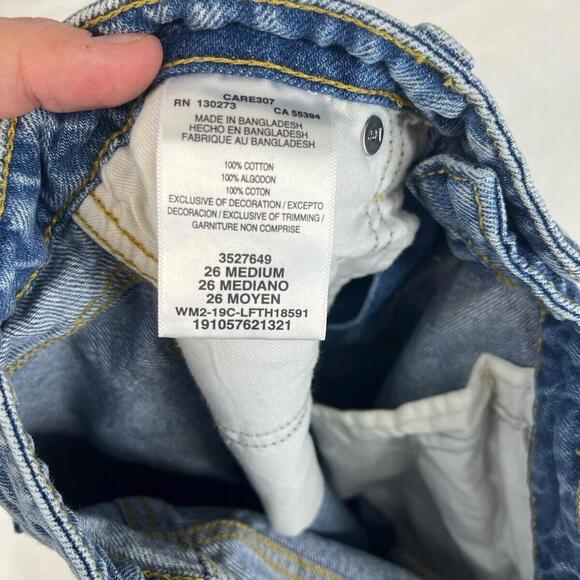 CARE307
RN 130273 CA 55394
MADE IN BANGLADESH
HECHO EN BANGLADESH
FABRIQUE AU BANGLADESH
100% COTTON
100% ALGODON
100% COTON
EXCLUSIVE OF DECORATION / EXCEPTO
DECORACION / EXCLUSIVE OF TRIMMING /
GARNITURE NON COMPRISE
3527649
26 MEDIUM
26 MEDIANO
26 MOYEN
WM2-19C-LFTH18591
191057621321